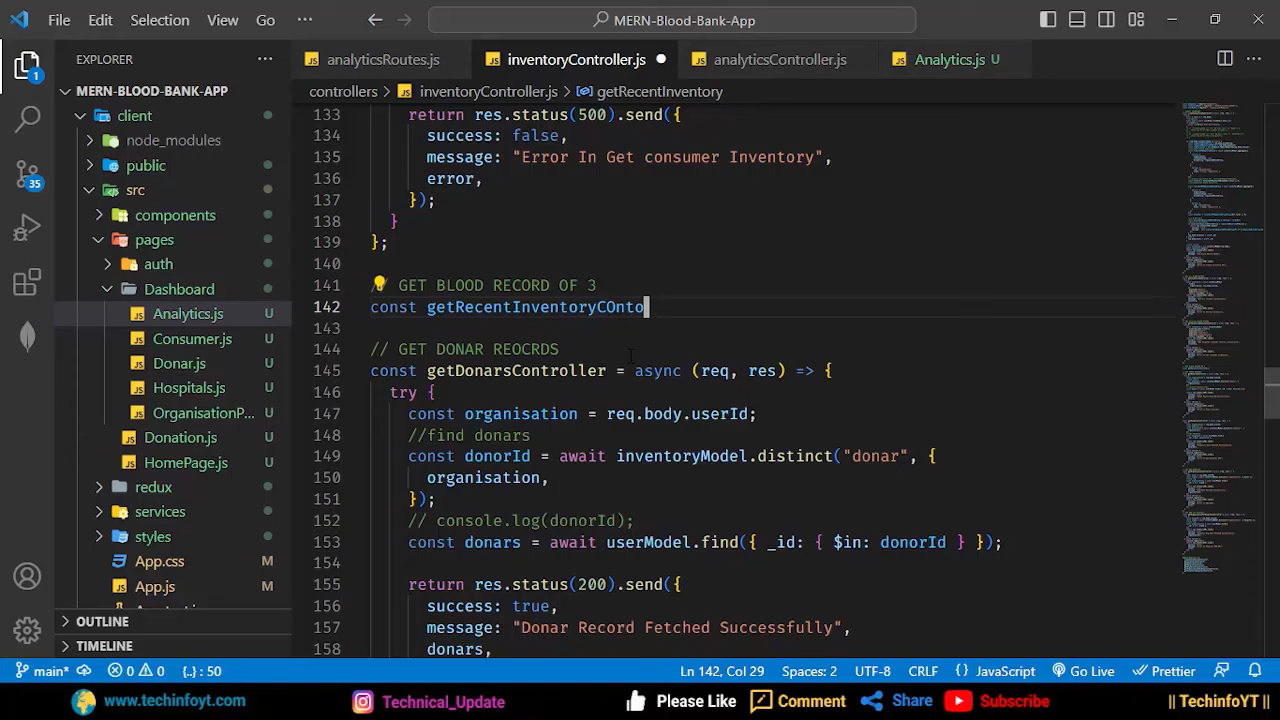 File Edit View Go ··· MERN-Blood-Bank-App
EXPLORER ···
analyticsRoutes.js inventoryController.js analyticsController.js Analytics.js U ···
1
MERN-BLOOD-BANK-APP
controllers > inventoryController.js > getRecentInventory
client
node_modules
public
src
components
pages
auth
Dashboard
Analytics.js U
Consumer.js U
Donar.js U
Hospitals.js U
OrganisationP... U
Donation.js U
HomePage.js U
redux
services
styles
App.css M
App.js M
OUTLINE
TIMELINE
35
133 return res.status(500).send({
134 success: false,
135 message: "Error In Get consumer Inventory",
136 error,
137 });
138 }
139 };
140
141 // GET BLOOD RECORD OF 3
142 const getRecentInventoryCOnto
143
144 // GET DONAR REOCRDS
145 const getDonarsController = async (req, res) => {
146 try {
147 const organisation = req.body.userId;
148 //find donars
149 const donorId = await inventoryModel.distinct("donar", {
150 organisation,
151 });
152 // console.log(donorId);
153 const donars = await userModel.find({ _id: { $in: donorId } });
154
155 return res.status(200).send({
156 success: true,
157 message: "Donar Record Fetched Successfully",
158 donars,
main* 0 0 {..}: 50 Ln 142, Col 29 Spaces: 2 UTF-8 CRLF {} JavaScript Go Live Prettier
www.techinfoyt.com Technical_Update Please Like Comment Share Subscribe || TechinfoYT||